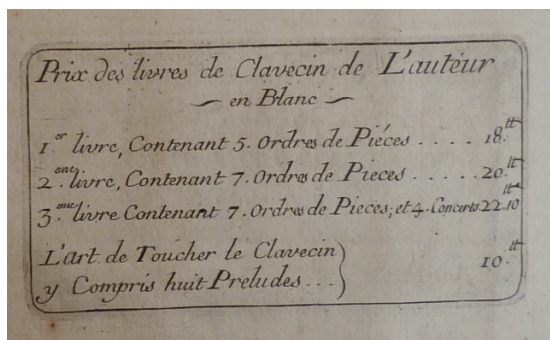 Prix des livres de Clavecin de L'auteur
en Blanc
1.er livre, Contenant 5. Ordres de Piéces . . . . 18.tt
2.eme livre, Contenant 7. Ordres de Pieces . . . . . 20.tt
3.eme livre Contenant 7. Ordres de Pieces, et 4. Concerts 22.tt 10
L'art de Toucher le Clavecin
y Compris huit Preludes . . . 10.tt